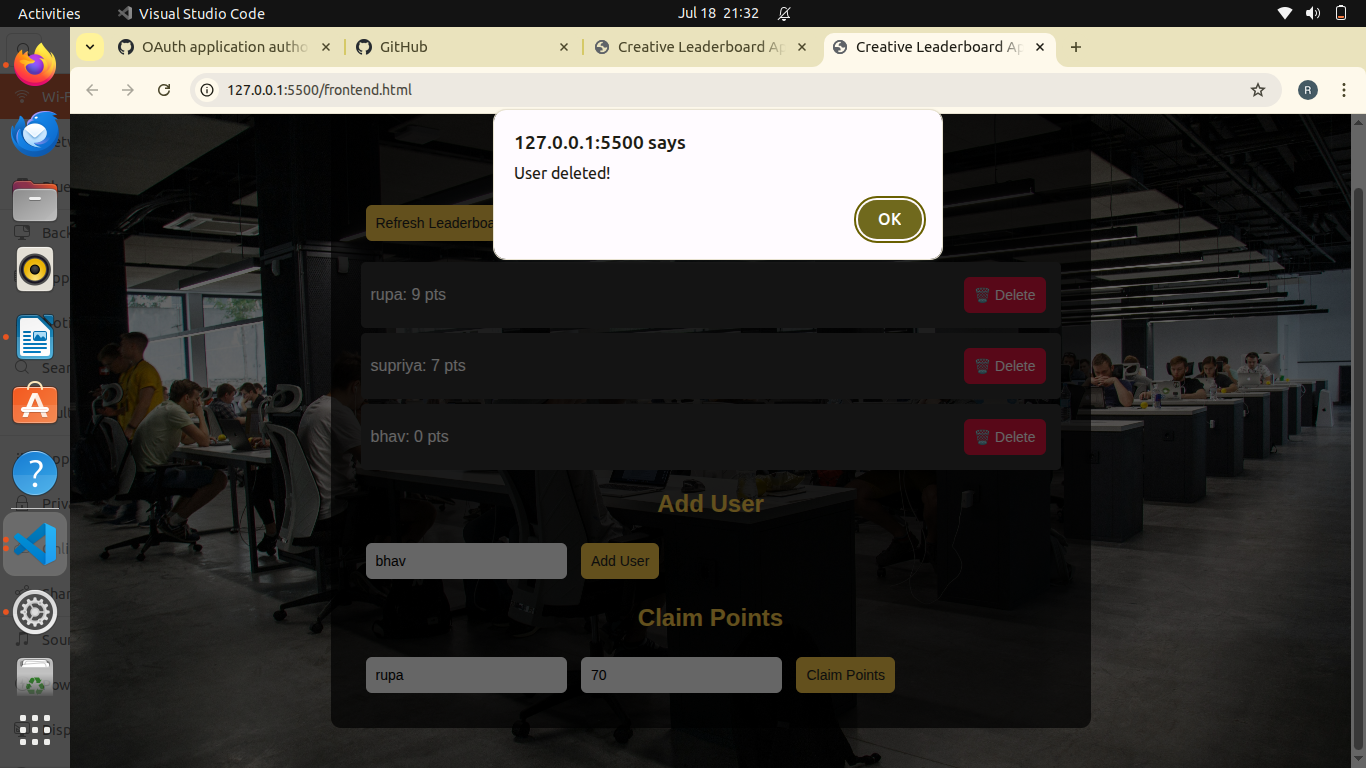 Activities Visual Studio Code Jul 18 21:32
OAuth application autho GitHub Creative Leaderboard Ap Creative Leaderboard Ap
127.0.0.1:5500/frontend.html R
127.0.0.1:5500 says
User deleted!
OK
Refresh Leaderboa
rupa: 9 pts Delete
supriya: 7 pts Delete
bhav: 0 pts Delete
Add User
bhav Add User
Claim Points
rupa 70 Claim Points